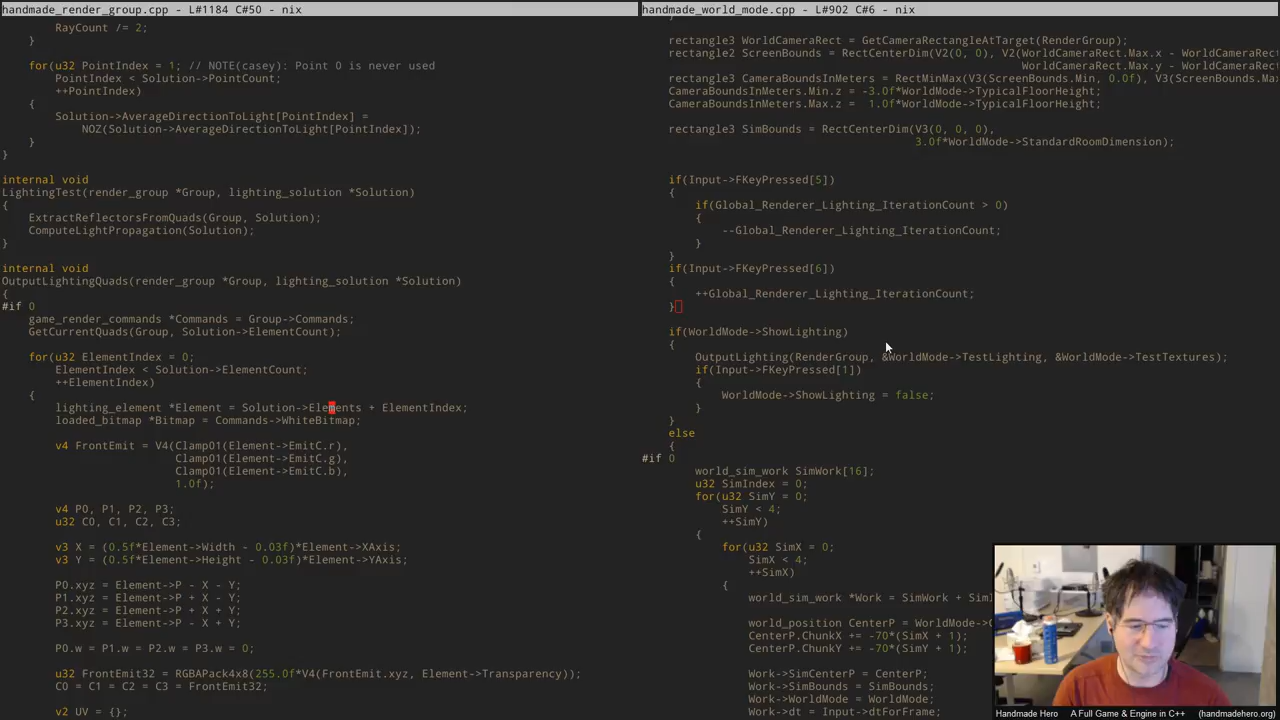 handmade_render_group.cpp - L#1184 C#50 - nix
RayCount /= 2;
}
for(u32 PointIndex = 1; // NOTE(casey): Point 0 is never used
PointIndex < Solution->PointCount;
++PointIndex)
{
Solution->AverageDirectionToLight[PointIndex] =
NOZ(Solution->AverageDirectionToLight[PointIndex]);
}
}
internal void
LightingTest(render_group *Group, lighting_solution *Solution)
{
ExtractReflectorsFromQuads(Group, Solution);
ComputeLightPropagation(Solution);
}
internal void
OutputLightingQuads(render_group *Group, lighting_solution *Solution)
{
#if 0
game_render_commands *Commands = Group->Commands;
GetCurrentQuads(Group, Solution->ElementCount);
for(u32 ElementIndex = 0;
ElementIndex < Solution->ElementCount;
++ElementIndex)
{
lighting_element *Element = Solution->Elements + ElementIndex;
loaded_bitmap *Bitmap = Commands->WhiteBitmap;
v4 FrontEmit = V4(Clamp01(Element->EmitC.r),
Clamp01(Element->EmitC.g),
Clamp01(Element->EmitC.b),
1.0f);
v4 P0, P1, P2, P3;
u32 C0, C1, C2, C3;
v3 X = (0.5f*Element->Width - 0.03f)*Element->XAxis;
v3 Y = (0.5f*Element->Height - 0.03f)*Element->YAxis;
P0.xyz = Element->P - X - Y;
P1.xyz = Element->P + X - Y;
P2.xyz = Element->P + X + Y;
P3.xyz = Element->P - X + Y;
P0.w = P1.w = P2.w = P3.w = 0;
u32 FrontEmit32 = RGBAPack4x8(255.0f*V4(FrontEmit.xyz, Element->Transparency));
C0 = C1 = C2 = C3 = FrontEmit32;
v2 UV = {};
handmade_world_mode.cpp - L#902 C#6 - nix
rectangle3 WorldCameraRect = GetCameraRectangleAtTarget(RenderGroup);
rectangle2 ScreenBounds = RectCenterDim(V2(0, 0), V2(WorldCameraRect.Max.x - WorldCameraRect
WorldCameraRect.Max.y - WorldCameraRect
rectangle3 CameraBoundsInMeters = RectMinMax(V3(ScreenBounds.Min, 0.0f), V3(ScreenBounds.Ma
CameraBoundsInMeters.Min.z = -3.0f*WorldMode->TypicalFloorHeight;
CameraBoundsInMeters.Max.z = 1.0f*WorldMode->TypicalFloorHeight;
rectangle3 SimBounds = RectCenterDim(V3(0, 0, 0),
3.0f*WorldMode->StandardRoomDimension);
if(Input->FKeyPressed[5])
{
if(Global_Renderer_Lighting_IterationCount > 0)
{
--Global_Renderer_Lighting_IterationCount;
}
}
if(Input->FKeyPressed[6])
{
++Global_Renderer_Lighting_IterationCount;
}
if(WorldMode->ShowLighting)
{
OutputLighting(RenderGroup, &WorldMode->TestLighting, &WorldMode->TestTextures);
if(Input->FKeyPressed[1])
{
WorldMode->ShowLighting = false;
}
}
else
{
#if 0
world_sim_work SimWork[16];
u32 SimIndex = 0;
for(u32 SimY = 0;
SimY < 4;
++SimY)
{
for(u32 SimX = 0;
SimX < 4;
++SimX)
{
world_sim_work *Work = SimWork + SimI
world_position CenterP = WorldMode->C
CenterP.ChunkX += -70*(SimX + 1);
CenterP.ChunkY += -70*(SimY + 1);
Work->SimCenterP = CenterP;
Work->SimBounds = SimBounds;
Work->WorldMode = WorldMode;
Work->dt = Input->dtForFrame;
Handmade Hero A Full Game & Engine in C++ (handmadehero.org)